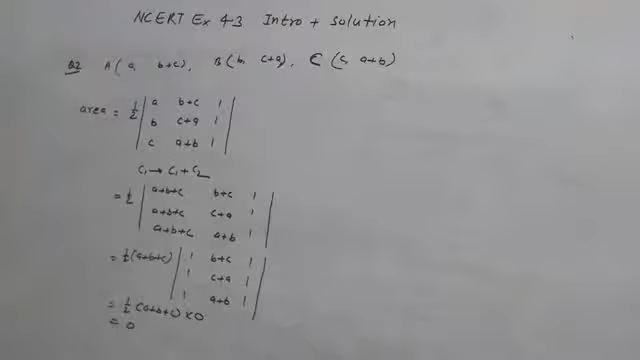 NCERT Ex 4.3 Intro + solution
Q2 A(a, b+c), B(b, c+a), C(c, a+b)
area = 1/2 | a b+c 1 |
| b c+a 1 |
| c a+b 1 |
C₁→ C₁+C₂
= 1/2 | a+b+c b+c 1 |
| a+b+c c+a 1 |
| a+b+c a+b 1 |
= 1/2 (a+b+c) | 1 b+c 1 |
| 1 c+a 1 |
| 1 a+b 1 |
= 1/2 (a+b+c) × 0
= 0